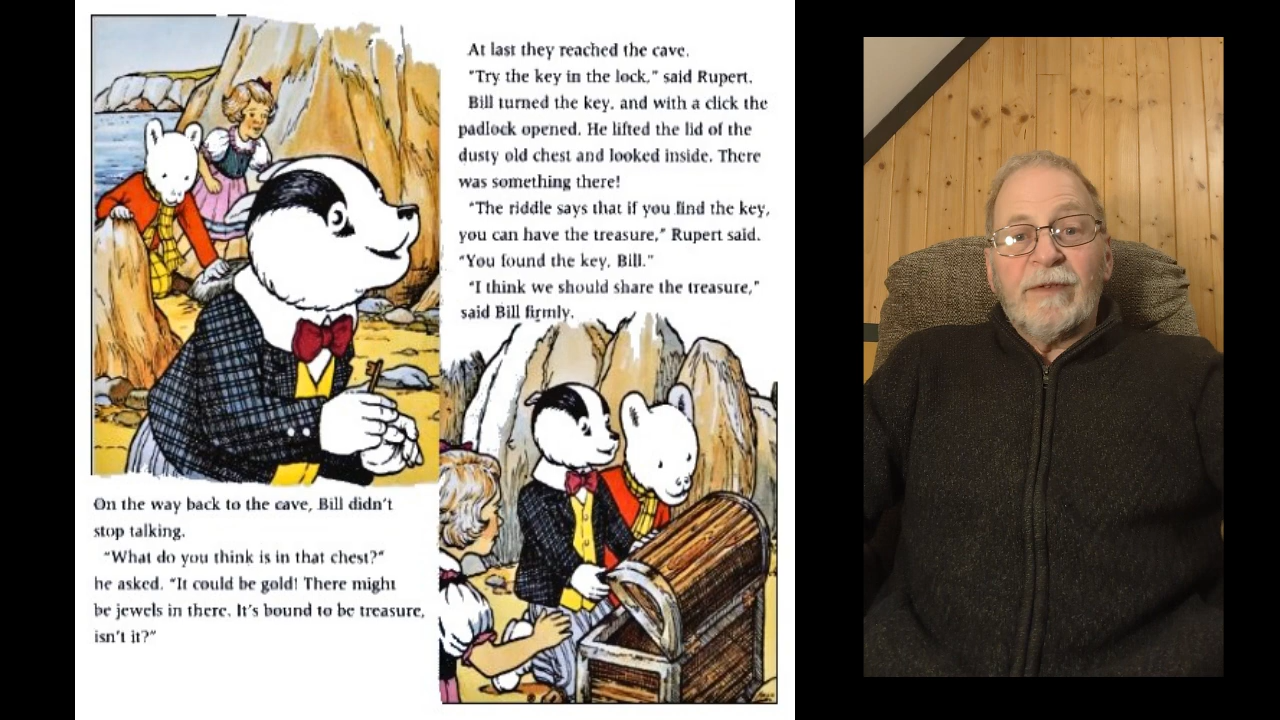 On the way back to the cave, Bill didn't
stop talking.
"What do you think is in that chest?"
he asked. "It could be gold! There might
be jewels in there. It's bound to be treasure,
isn't it?"
At last they reached the cave.
"Try the key in the lock," said Rupert.
Bill turned the key, and with a click the
padlock opened. He lifted the lid of the
dusty old chest and looked inside. There
was something there!
"The riddle says that if you find the key,
you can have the treasure," Rupert said.
"You found the key, Bill."
"I think we should share the treasure,"
said Bill firmly.